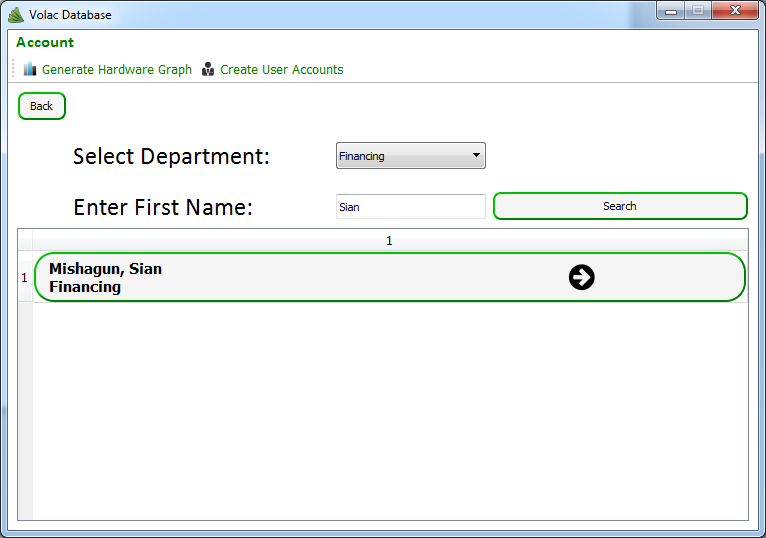 Volac Database
Account
Generate Hardware Graph Create User Accounts
Back
Select Department: Financing
Enter First Name: Sian Search
1
1 Mishagun, Sian
Financing